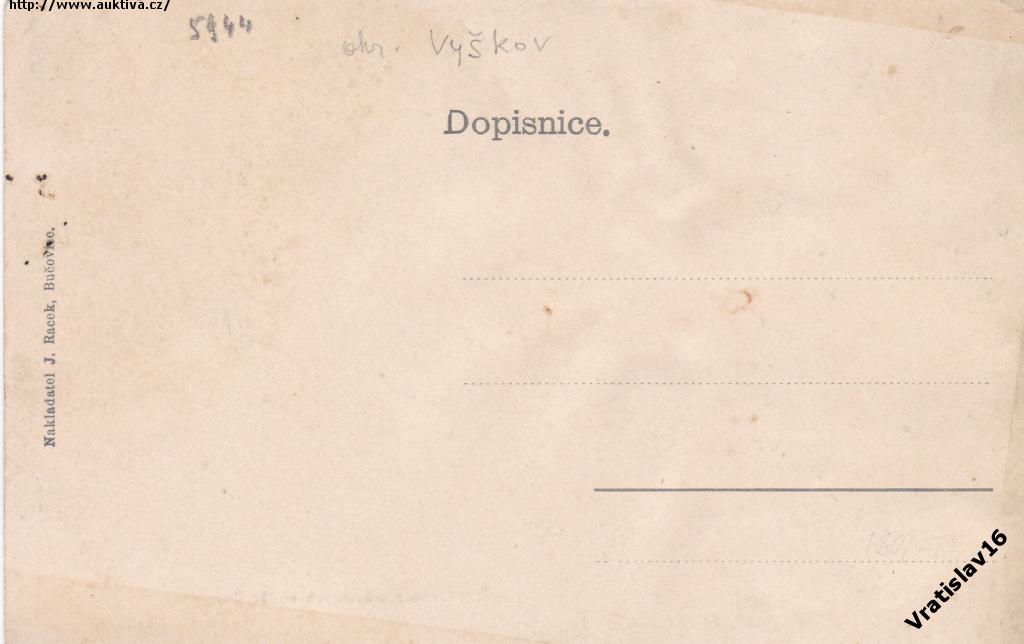 http://www.auktiva.cz/
5944
okr. Vyškov
Dopisnice.
Nakladatel J. Racek, Bučovice.
Vratislav16